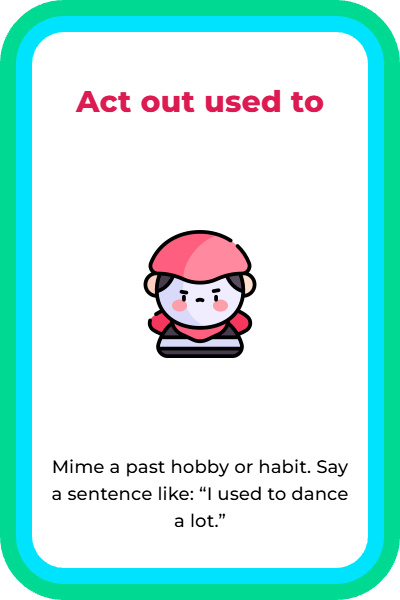 Act out used to
Mime a past hobby or habit. Say
a sentence like: “I used to dance
a lot.”